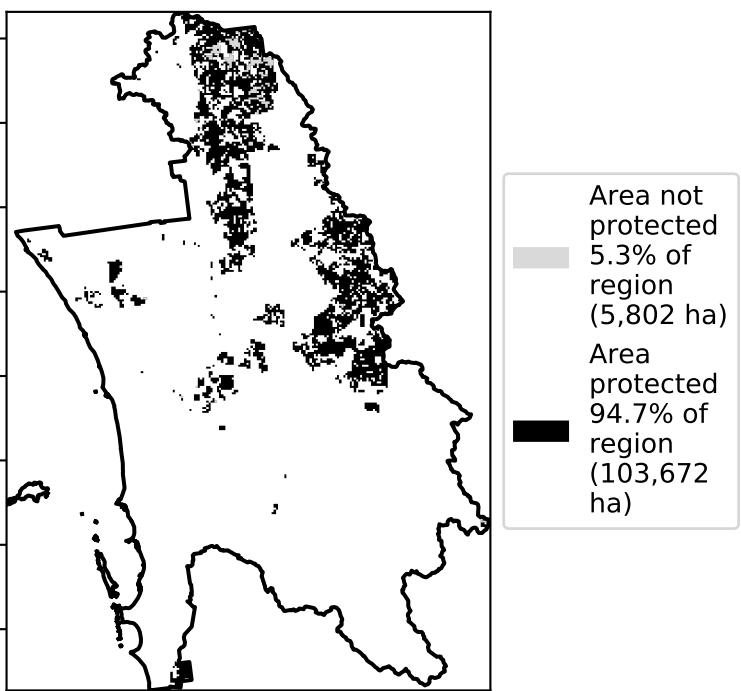 Area not
protected
5.3% of
region
(5,802 ha)
Area
protected
94.7% of
region
(103,672
ha)